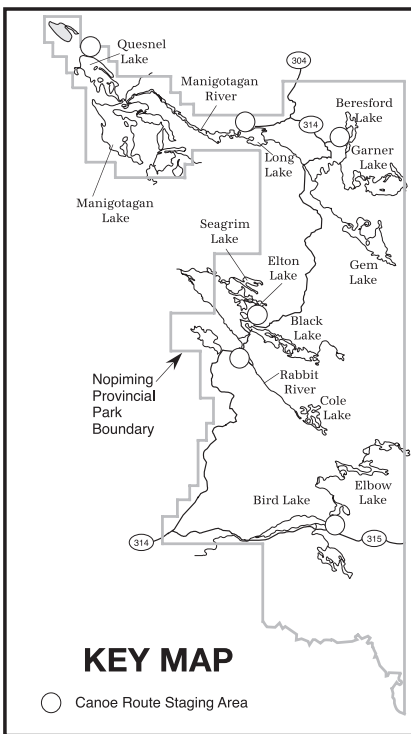 Quesnel
Lake
304
Manigotagan
River
314
Beresford
Lake
Long
Lake
Garner
Lake
Manigotagan
Lake
Seagrim
Lake
Gem
Lake
Elton
Lake
Black
Lake
Nopiming
Provincial
Park
Boundary
Rabbit
River
Cole
Lake
Elbow
Lake
Bird Lake
314
315
KEY MAP
Canoe Route Staging Area